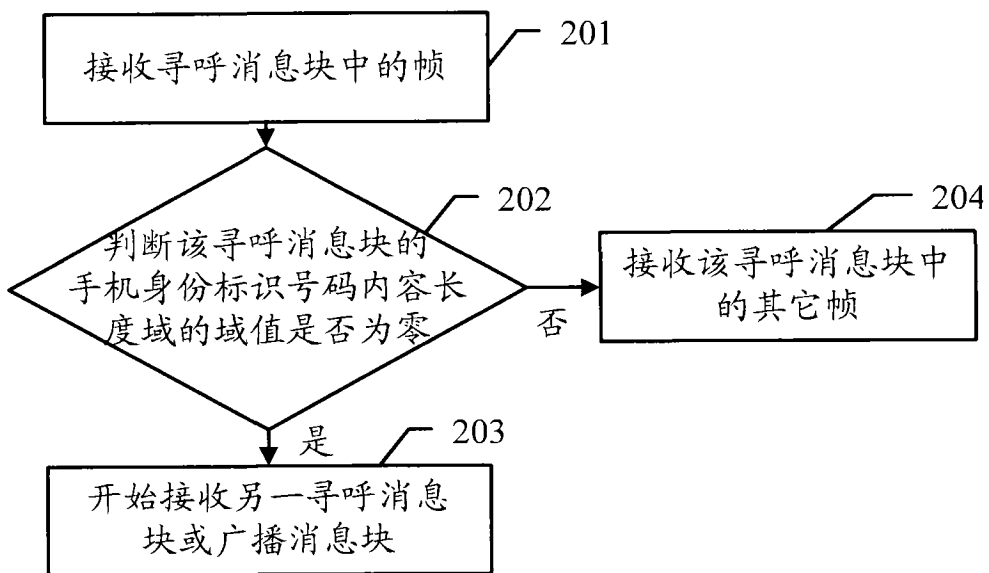 201
接收寻呼消息块中的帧
202
判断该寻呼消息块的
手机身份标识号码内容长
度域的域值是否为零
204
接收该寻呼消息块中
的其它帧
否
是
203
开始接收另一寻呼消息
块或广播消息块